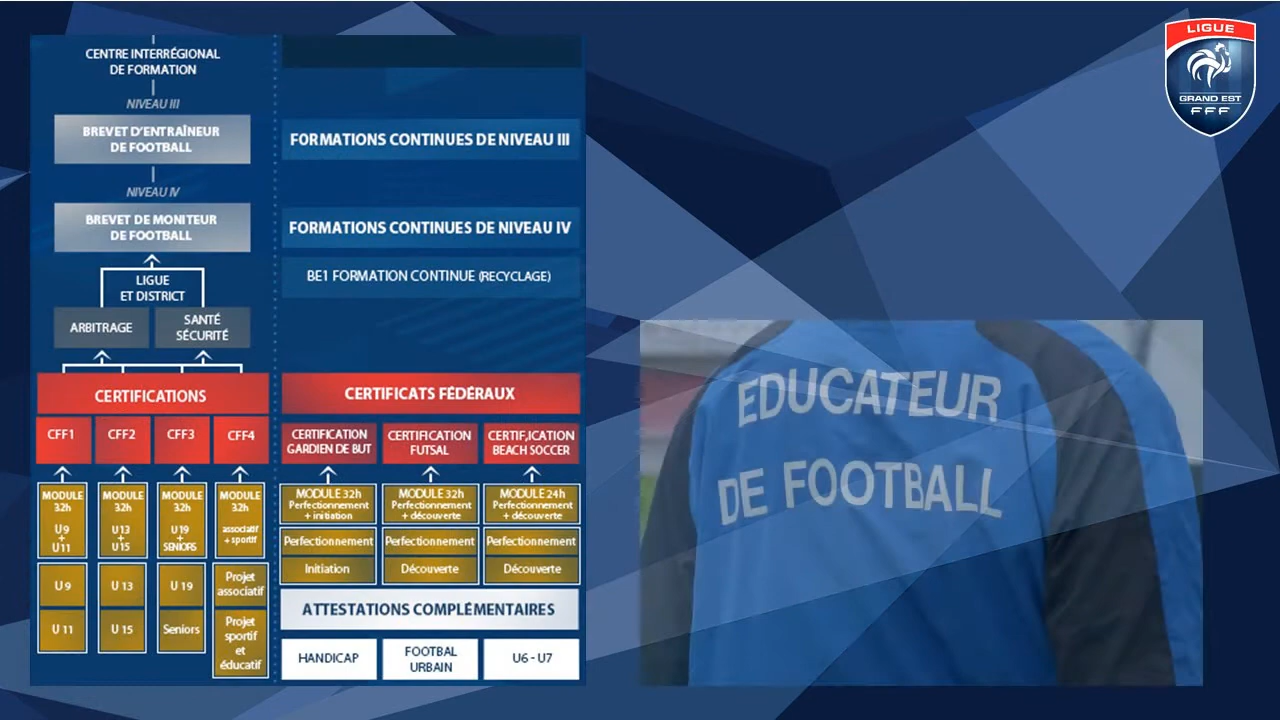 CENTRE INTERRÉGIONAL
DE FORMATION
NIVEAU III
BREVET D'ENTRAÎNEUR
DE FOOTBALL
NIVEAU IV
BREVET DE MONITEUR
DE FOOTBALL
LIGUE
ET DISTRICT
ARBITRAGE
SANTÉ
SÉCURITÉ
CERTIFICATIONS
CFF1
CFF2
CFF3
CFF4
MODULE
32h
U9
+
U11
MODULE
32h
U13
+
U15
MODULE
32h
U19
+
SENIORS
MODULE
32h
associatif
+ sportif
U 9
U 13
U 19
Projet
associatif
U 11
U 15
Seniors
Projet
sportif
et
éducatif
FORMATIONS CONTINUES DE NIVEAU III
FORMATIONS CONTINUES DE NIVEAU IV
BE1 FORMATION CONTINUE (RECYCLAGE)
CERTIFICATS FÉDÉRAUX
CERTIFICATION
GARDIEN DE BUT
CERTIFICATION
FUTSAL
CERTIF,ICATION
BEACH SOCCER
MODULE 32h
Perfectionnement
+ initiation
MODULE 32h
Perfectionnement
+ découverte
MODULE 24h
Perfectionnement
+ découverte
Perfectionnement
Perfectionnement
Perfectionnement
Initiation
Découverte
Découverte
ATTESTATIONS COMPLÉMENTAIRES
HANDICAP
FOOTBAL
URBAIN
U6 - U7
LIGUE
GRAND EST
FFF
EDUCATEUR
DE FOOTBALL